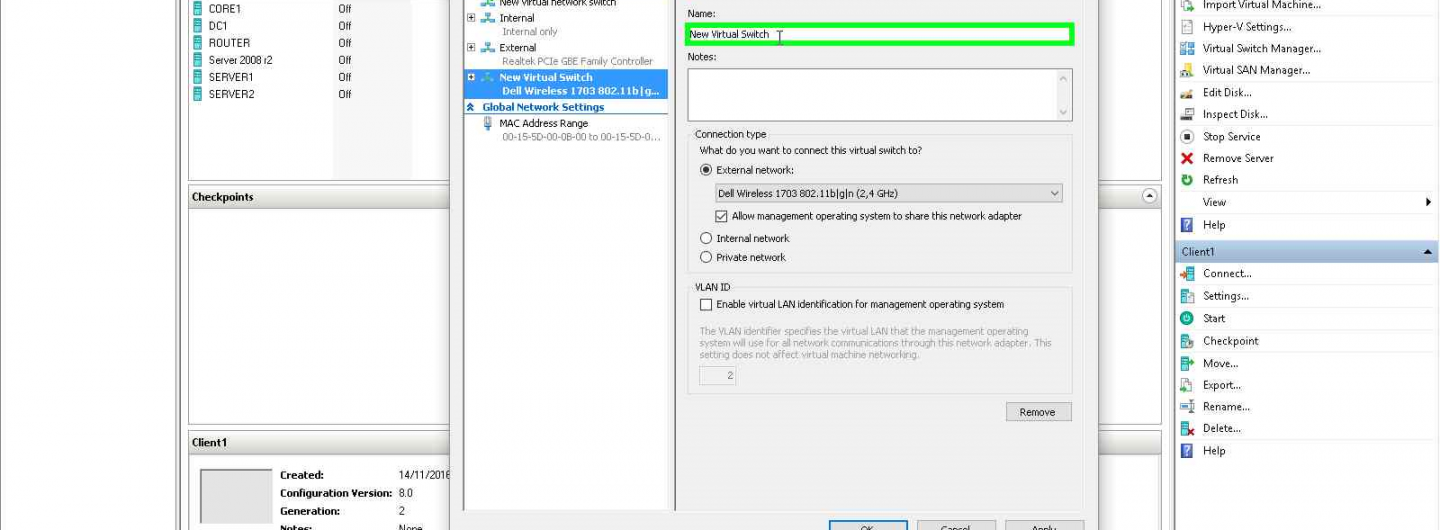 CORE1 Off
DC1 Off
ROUTER Off
Server 2008 r2 Off
SERVER1 Off
SERVER2 Off
Checkpoints
Client1
Created: 14/11/2016
Configuration Version: 8.0
Generation: 2
Notes: None
New virtual network switch
Internal
Internal only
External
Realtek PCIe GBE Family Controller
New Virtual Switch
Dell Wireless 1703 802.11b|g...
Global Network Settings
MAC Address Range
00-15-5D-00-0B-00 to 00-15-5D-0...
Name:
New Virtual Switch
Notes:
Connection type
What do you want to connect this virtual switch to?
External network:
Dell Wireless 1703 802.11b|g|n (2,4 GHz)
Allow management operating system to share this network adapter
Internal network
Private network
VLAN ID
Enable virtual LAN identification for management operating system
The VLAN identifier specifies the virtual LAN that the management operating
system will use for all network communications through this network adapter. This
setting does not affect virtual machine networking.
2
Remove
OK Cancel Apply
Import Virtual Machine...
Hyper-V Settings...
Virtual Switch Manager...
Virtual SAN Manager...
Edit Disk...
Inspect Disk...
Stop Service
Remove Server
Refresh
View
Help
Client1
Connect...
Settings...
Start
Checkpoint
Move...
Export...
Rename...
Delete...
Help